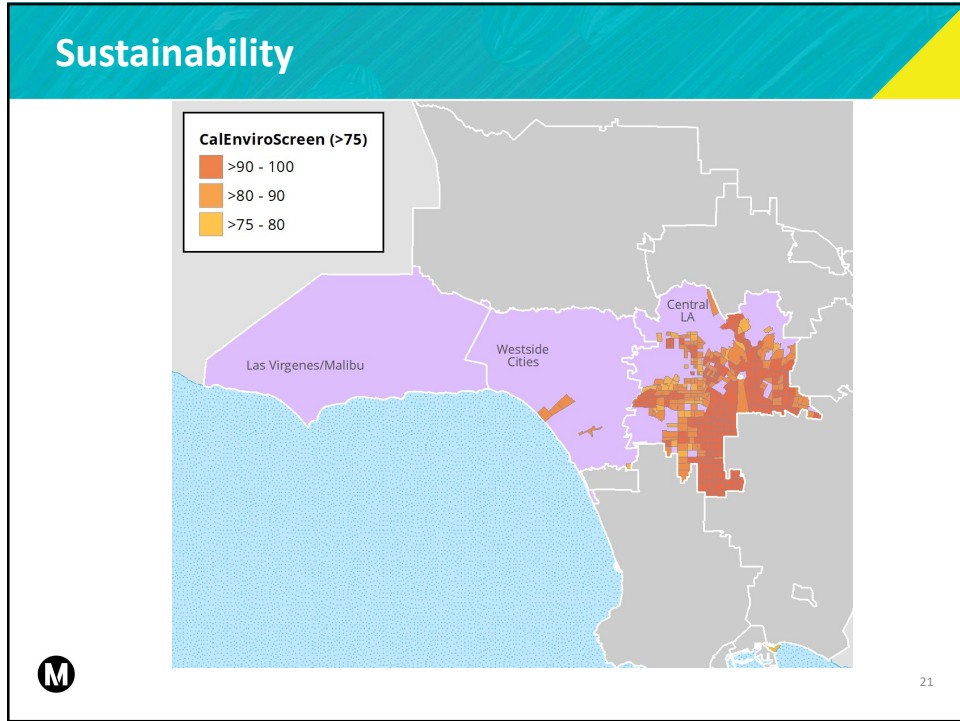 Sustainability
CalEnviroScreen (>75)
>90 - 100
>80 - 90
>75 - 80
Central
LA
Westside
Cities
Las Virgenes/Malibu
M
21